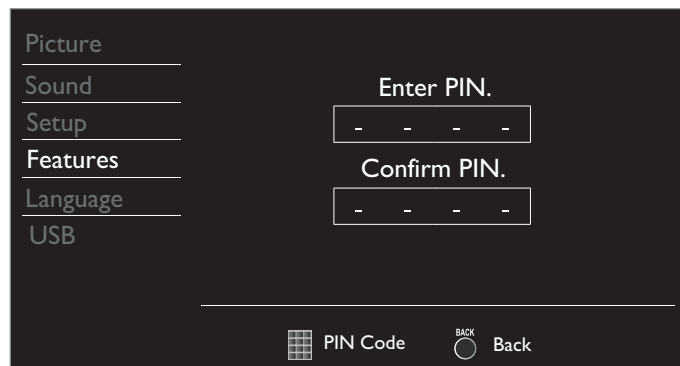 Picture
Sound
Setup
Features
Language
USB
Enter PIN.
- - - -
Confirm PIN.
- - - -
PIN Code
BACK
Back